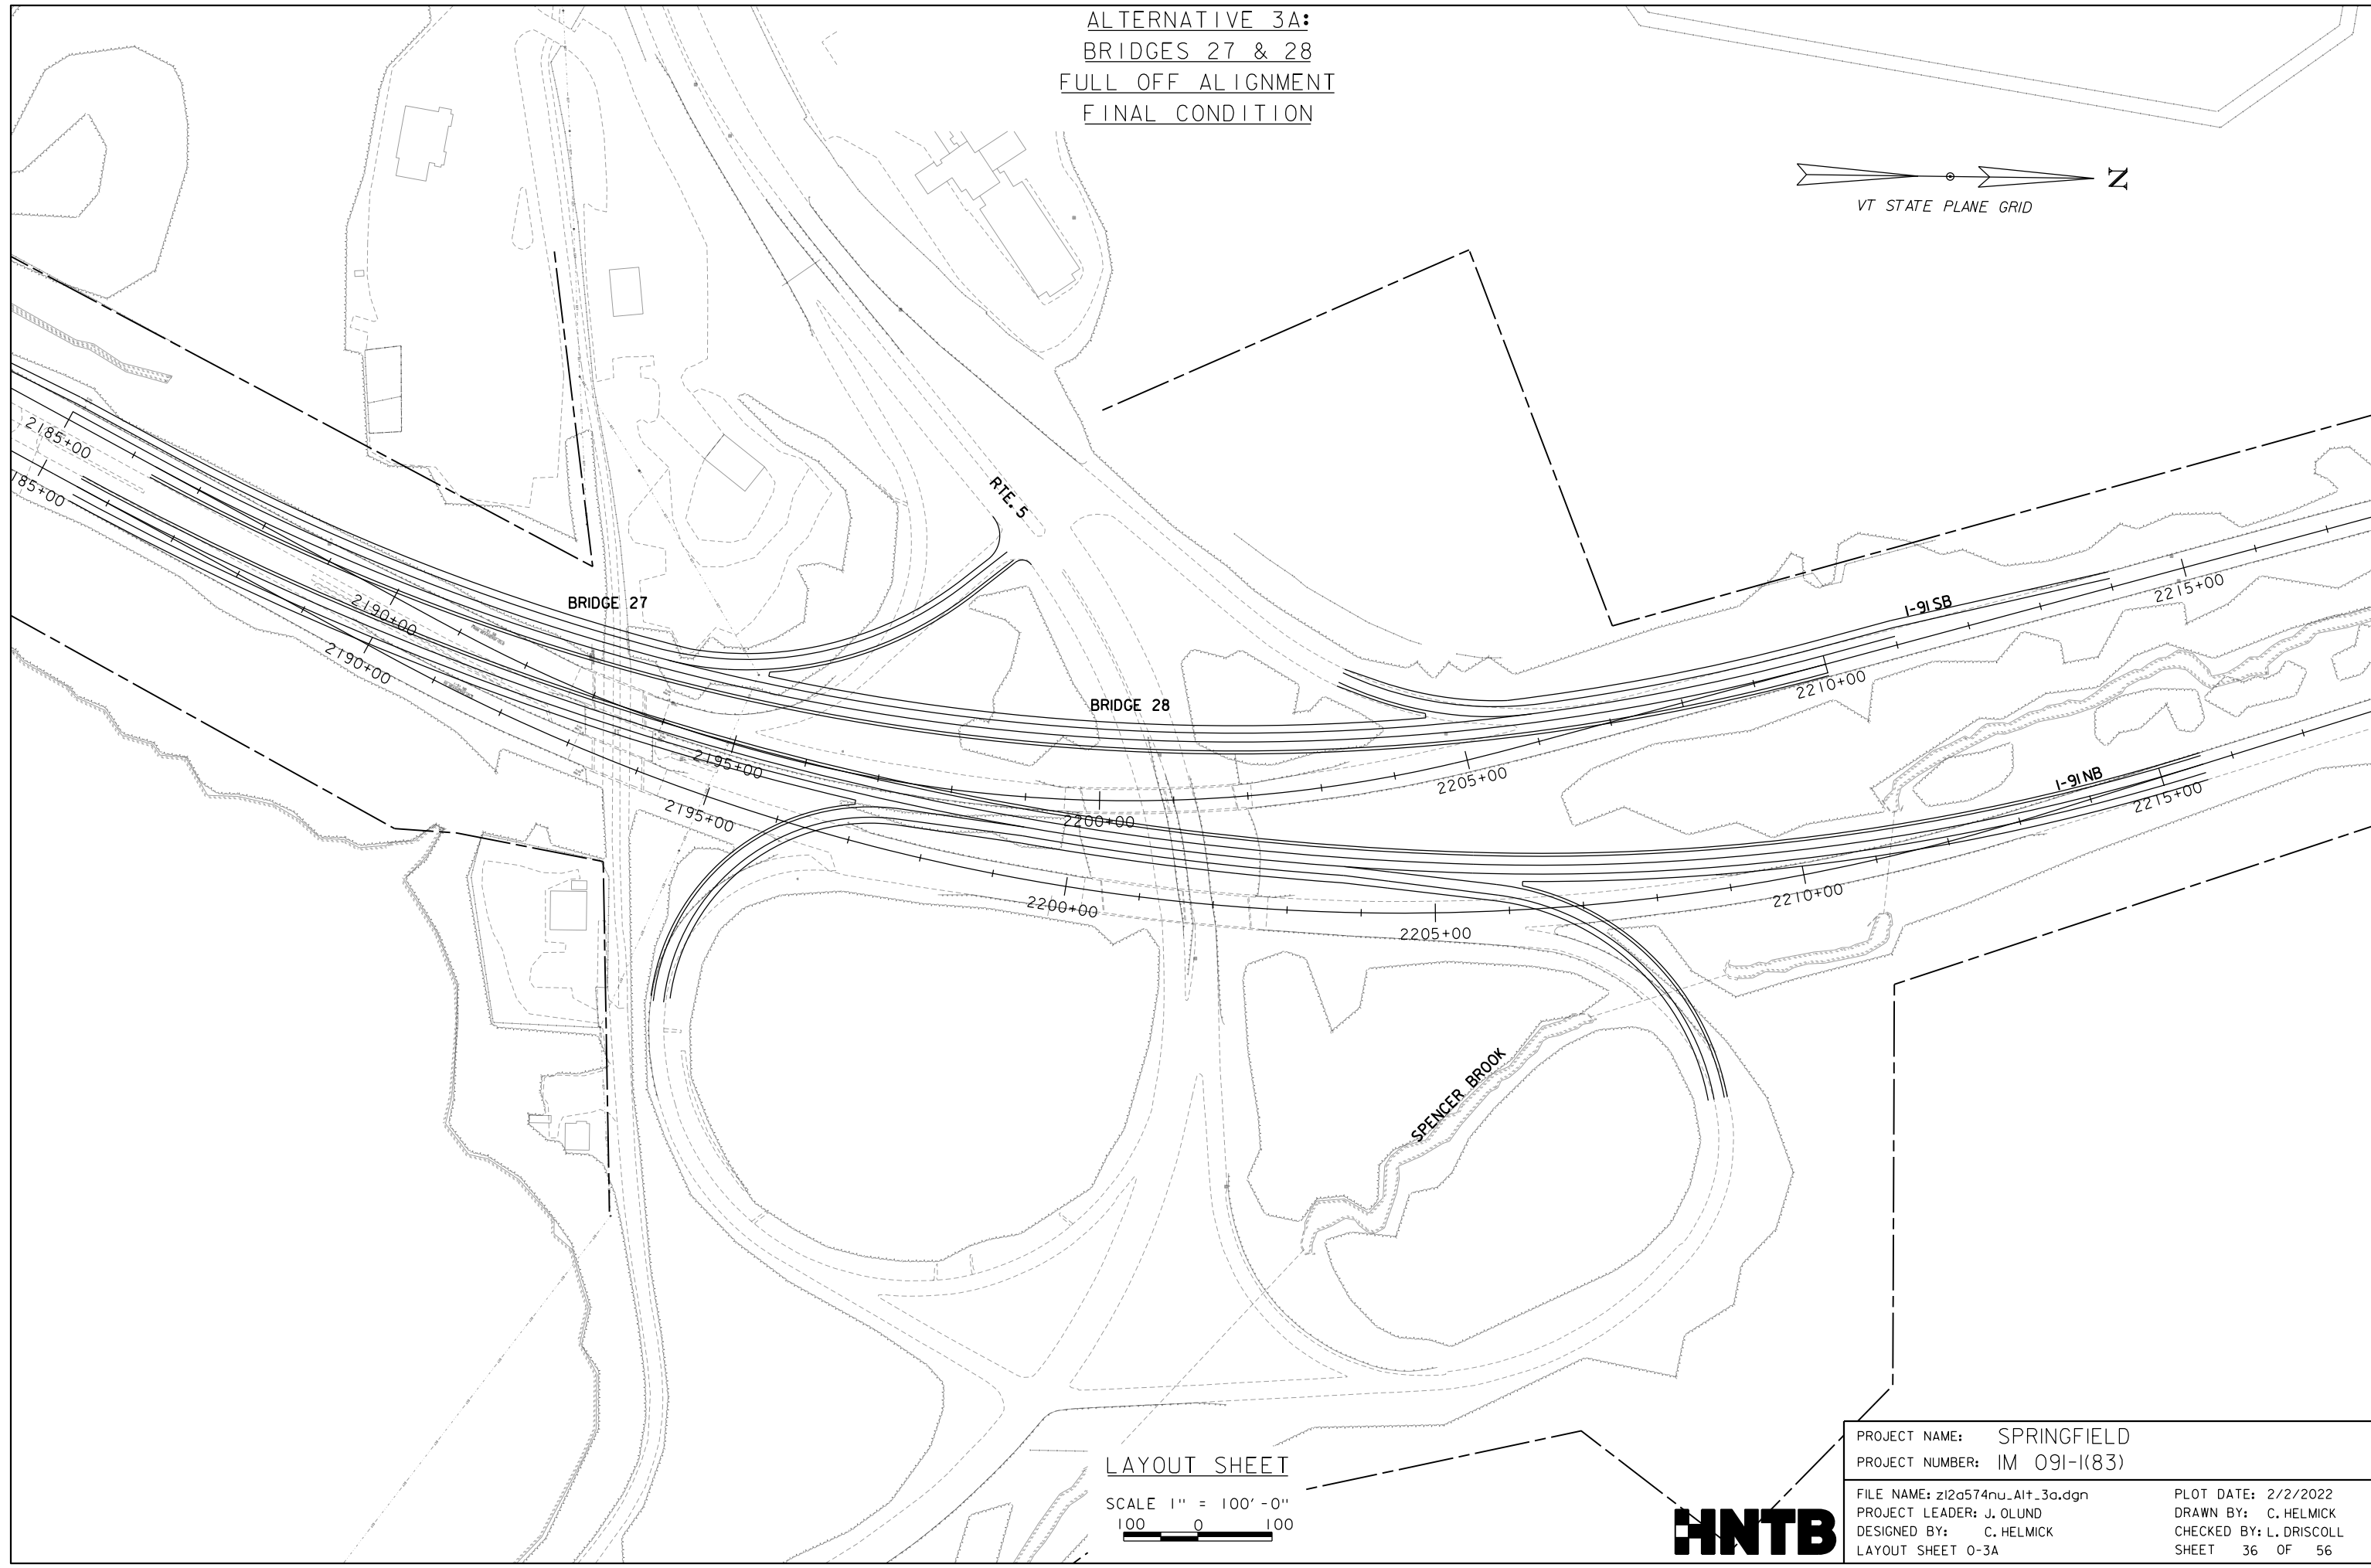 ALTERNATIVE 3A:
BRIDGES 27 & 28
FULL OFF ALIGNMENT
FINAL CONDITION
N
VT STATE PLANE GRID
2185+00
185+00
2190+00
2190+00
BRIDGE 27
RTE. 5
BRIDGE 28
2195+00
2195+00
2200+00
2200+00
2205+00
2205+00
2210+00
2210+00
I-91 SB
2215+00
I-91 NB
2215+00
SPENCER BROOK
LAYOUT SHEET
SCALE 1" = 100'-0"
100 0 100
HNTB
PROJECT NAME: SPRINGFIELD
PROJECT NUMBER: IM 091-1(83)
FILE NAME: z12a574nu_Alt_3a.dgn
PROJECT LEADER: J. OLUND
DESIGNED BY: C. HELMICK
LAYOUT SHEET 0-3A
PLOT DATE: 2/2/2022
DRAWN BY: C. HELMICK
CHECKED BY: L. DRISCOLL
SHEET 36 OF 56